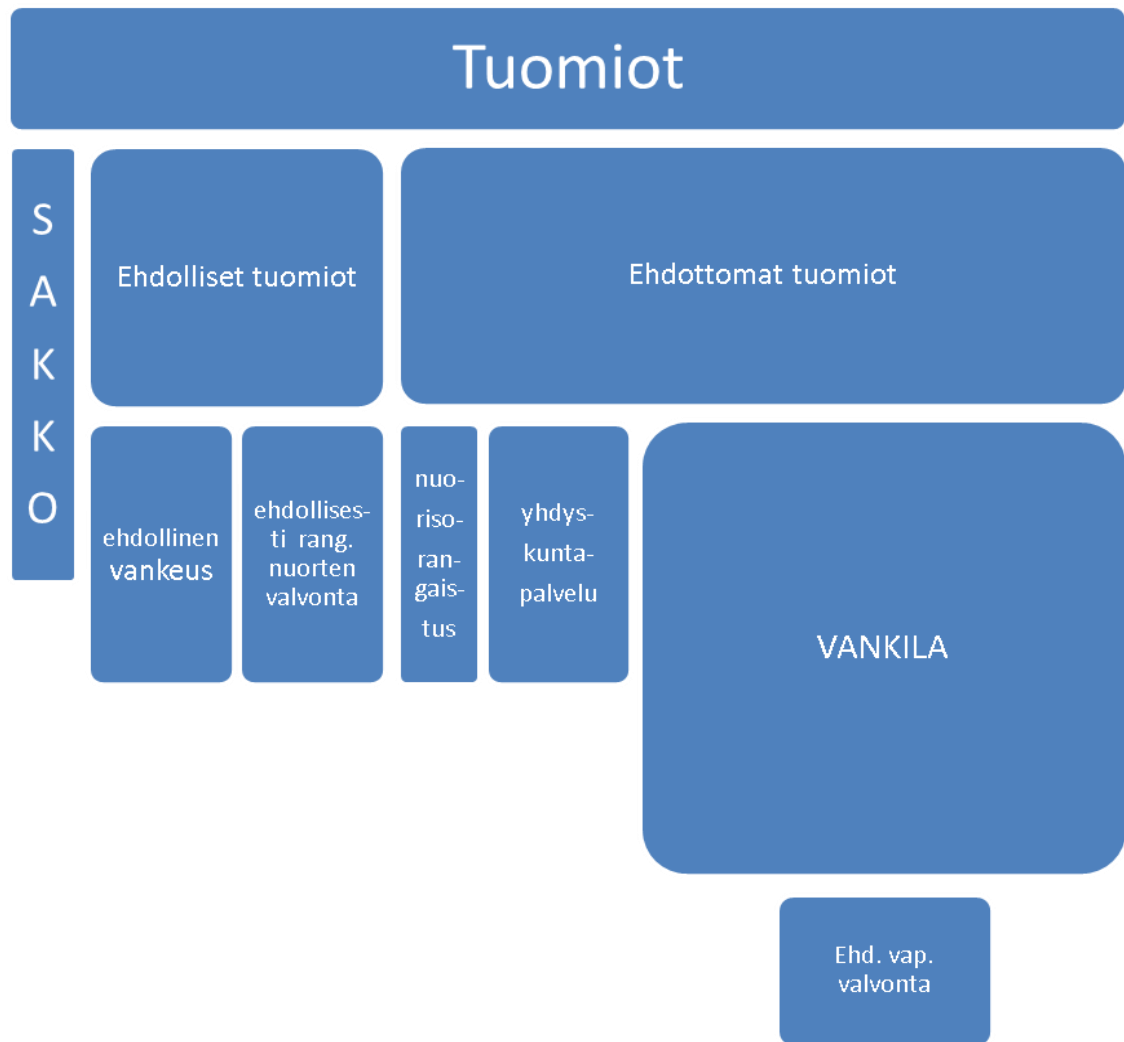 Tuomiot
S
A
K
K
O
Ehdolliset tuomiot
Ehdottomat tuomiot
ehdollinen
vankeus
ehdollises-
ti rang.
nuorten
valvonta
nuo-
riso-
ran-
gais-
tus
yhdys-
kunta-
palvelu
VANKILA
Ehd. vap.
valvonta